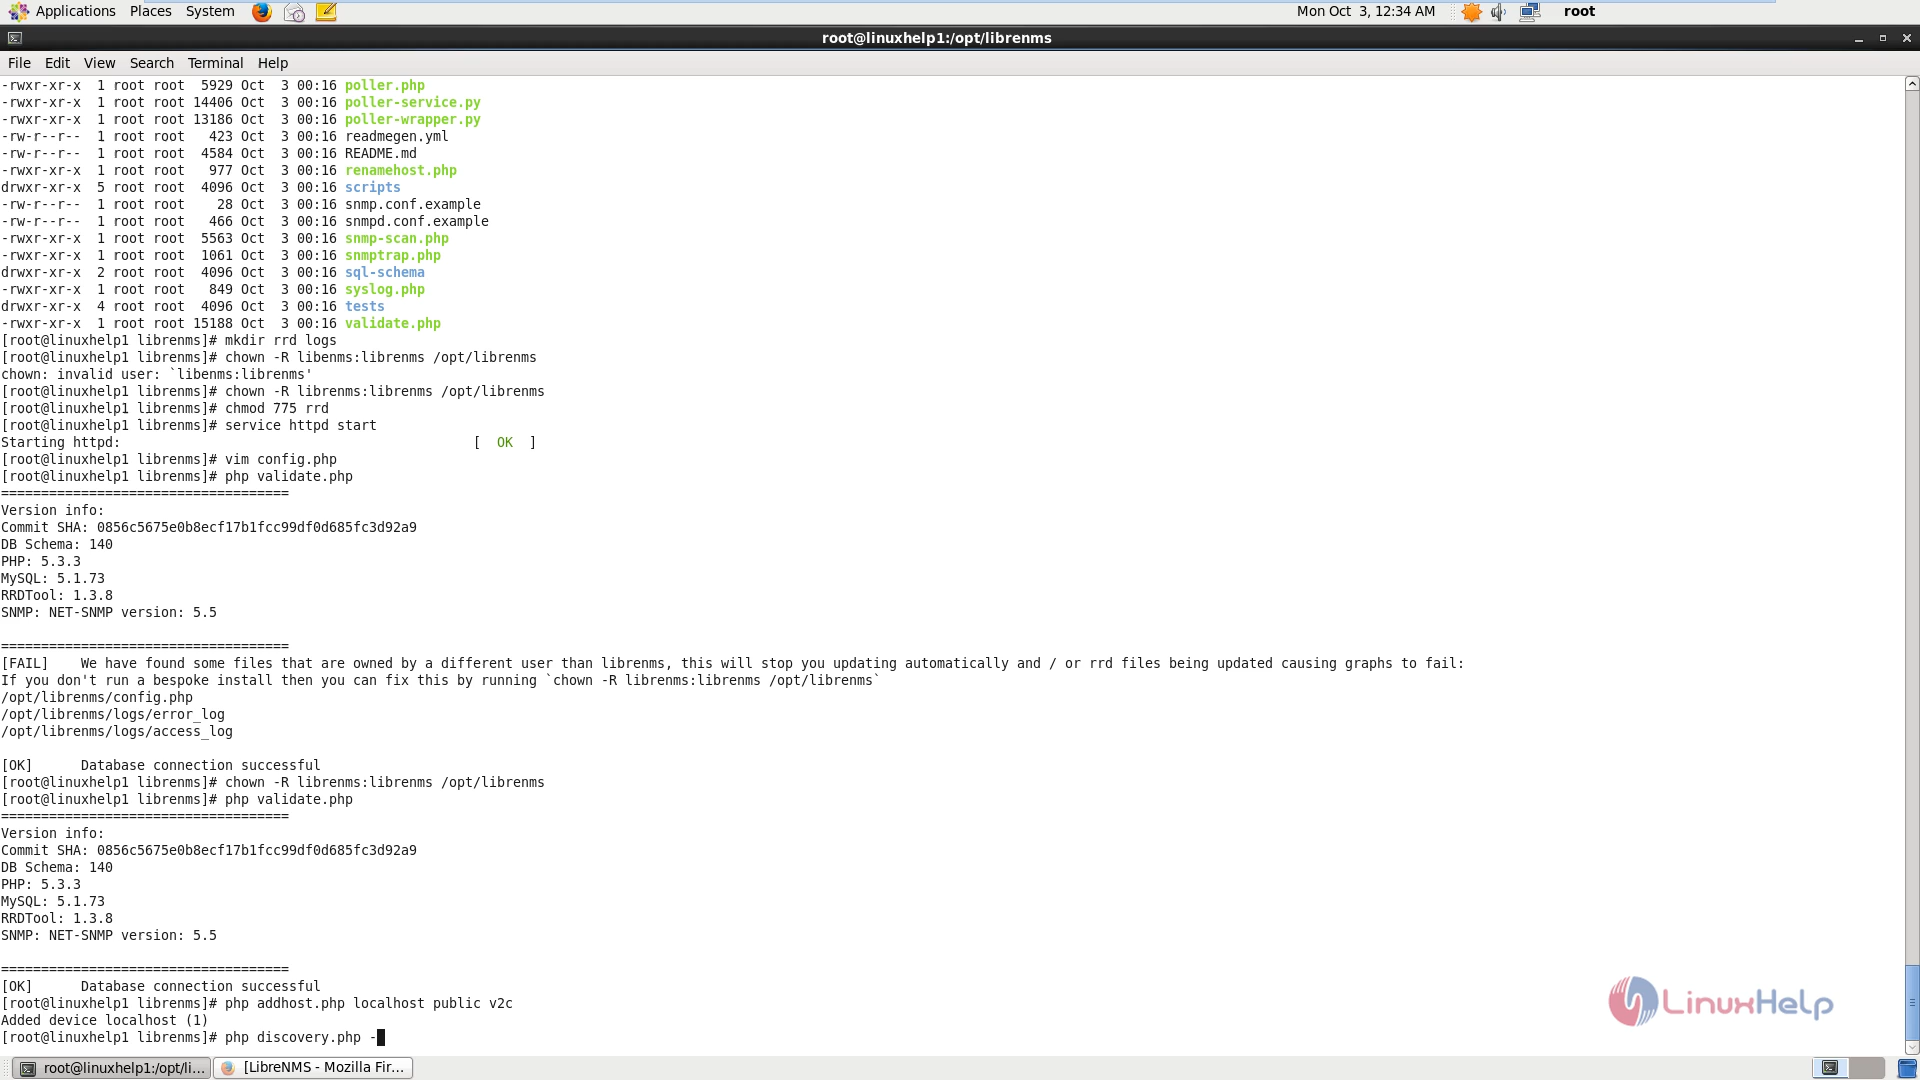 Applications Places System Mon Oct  3, 12:34 AM root
root@linuxhelp1:/opt/librenms
File Edit View Search Terminal Help
-rwxr-xr-x  1 root root  5929 Oct  3 00:16 poller.php
-rwxr-xr-x  1 root root 14406 Oct  3 00:16 poller-service.py
-rwxr-xr-x  1 root root 13186 Oct  3 00:16 poller-wrapper.py
-rw-r--r--  1 root root   423 Oct  3 00:16 readmegen.yml
-rw-r--r--  1 root root  4584 Oct  3 00:16 README.md
-rwxr-xr-x  1 root root   977 Oct  3 00:16 renamehost.php
drwxr-xr-x  5 root root  4096 Oct  3 00:16 scripts
-rw-r--r--  1 root root    28 Oct  3 00:16 snmp.conf.example
-rw-r--r--  1 root root   466 Oct  3 00:16 snmpd.conf.example
-rwxr-xr-x  1 root root  5563 Oct  3 00:16 snmp-scan.php
-rwxr-xr-x  1 root root  1061 Oct  3 00:16 snmptrap.php
drwxr-xr-x  2 root root  4096 Oct  3 00:16 sql-schema
-rwxr-xr-x  1 root root   849 Oct  3 00:16 syslog.php
drwxr-xr-x  4 root root  4096 Oct  3 00:16 tests
-rwxr-xr-x  1 root root 15188 Oct  3 00:16 validate.php
[root@linuxhelp1 librenms]# mkdir rrd logs
[root@linuxhelp1 librenms]# chown -R libenms:librenms /opt/librenms
chown: invalid user: `libenms:librenms'
[root@linuxhelp1 librenms]# chown -R librenms:librenms /opt/librenms
[root@linuxhelp1 librenms]# chmod 775 rrd
[root@linuxhelp1 librenms]# service httpd start
Starting httpd:                                            [  OK  ]
[root@linuxhelp1 librenms]# vim config.php
[root@linuxhelp1 librenms]# php validate.php
====================================
Version info:
Commit SHA: 0856c5675e0b8ecf17b1fcc99df0d685fc3d92a9
DB Schema: 140
PHP: 5.3.3
MySQL: 5.1.73
RRDTool: 1.3.8
SNMP: NET-SNMP version: 5.5
====================================
[FAIL]    We have found some files that are owned by a different user than librenms, this will stop you updating automatically and / or rrd files being updated causing graphs to fail:
If you don't run a bespoke install then you can fix this by running `chown -R librenms:librenms /opt/librenms`
/opt/librenms/config.php
/opt/librenms/logs/error_log
/opt/librenms/logs/access_log
[OK]      Database connection successful
[root@linuxhelp1 librenms]# chown -R librenms:librenms /opt/librenms
[root@linuxhelp1 librenms]# php validate.php
====================================
Version info:
Commit SHA: 0856c5675e0b8ecf17b1fcc99df0d685fc3d92a9
DB Schema: 140
PHP: 5.3.3
MySQL: 5.1.73
RRDTool: 1.3.8
SNMP: NET-SNMP version: 5.5
====================================
[OK]      Database connection successful
[root@linuxhelp1 librenms]# php addhost.php localhost public v2c
Added device localhost (1)
[root@linuxhelp1 librenms]# php discovery.php -
LinuxHelp
root@linuxhelp1:/opt/li... [LibreNMS - Mozilla Fir...